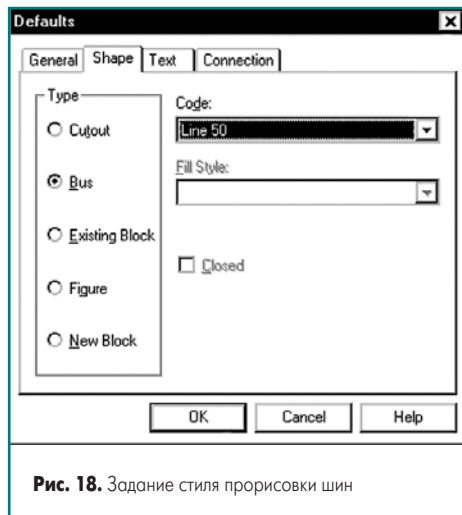 Defaults
General Shape Text Connection
Type
Cutout
Bus
Existing Block
Figure
New Block
Code:
Line 50
Fill Style:
Closed
OK Cancel Help
Рис. 18. Задание стиля прорисовки шин